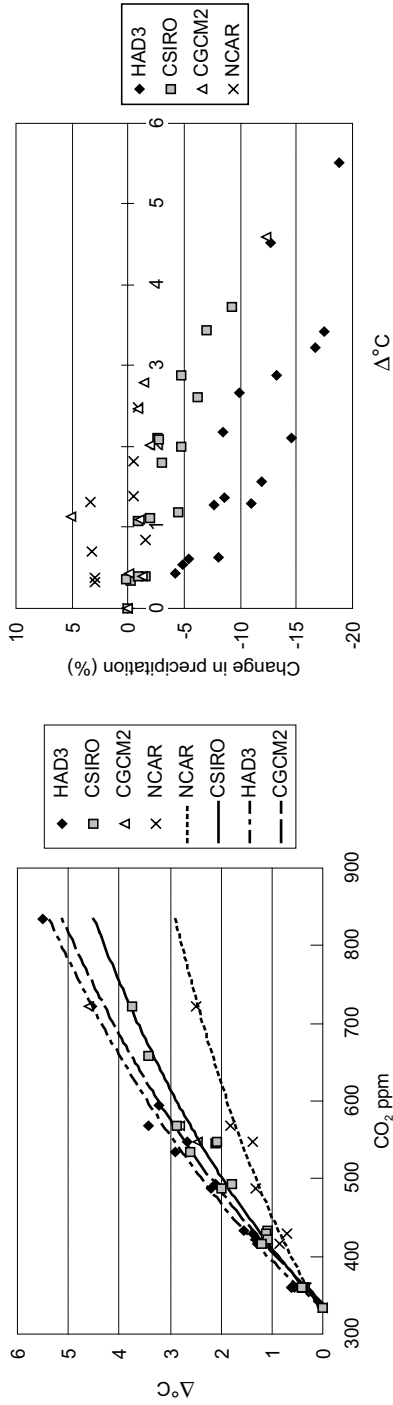 6
5
4
3
2
1
0
Δ°C
300
400
500
600
700
800
900
CO2 ppm
HAD3
CSIRO
CGCM2
NCAR
NCAR
CSIRO
HAD3
CGCM2
10
5
0
-5
-10
-15
-20
Change in precipitation (%)
0
1
2
3
4
5
6
Δ°C
HAD3
CSIRO
CGCM2
NCAR